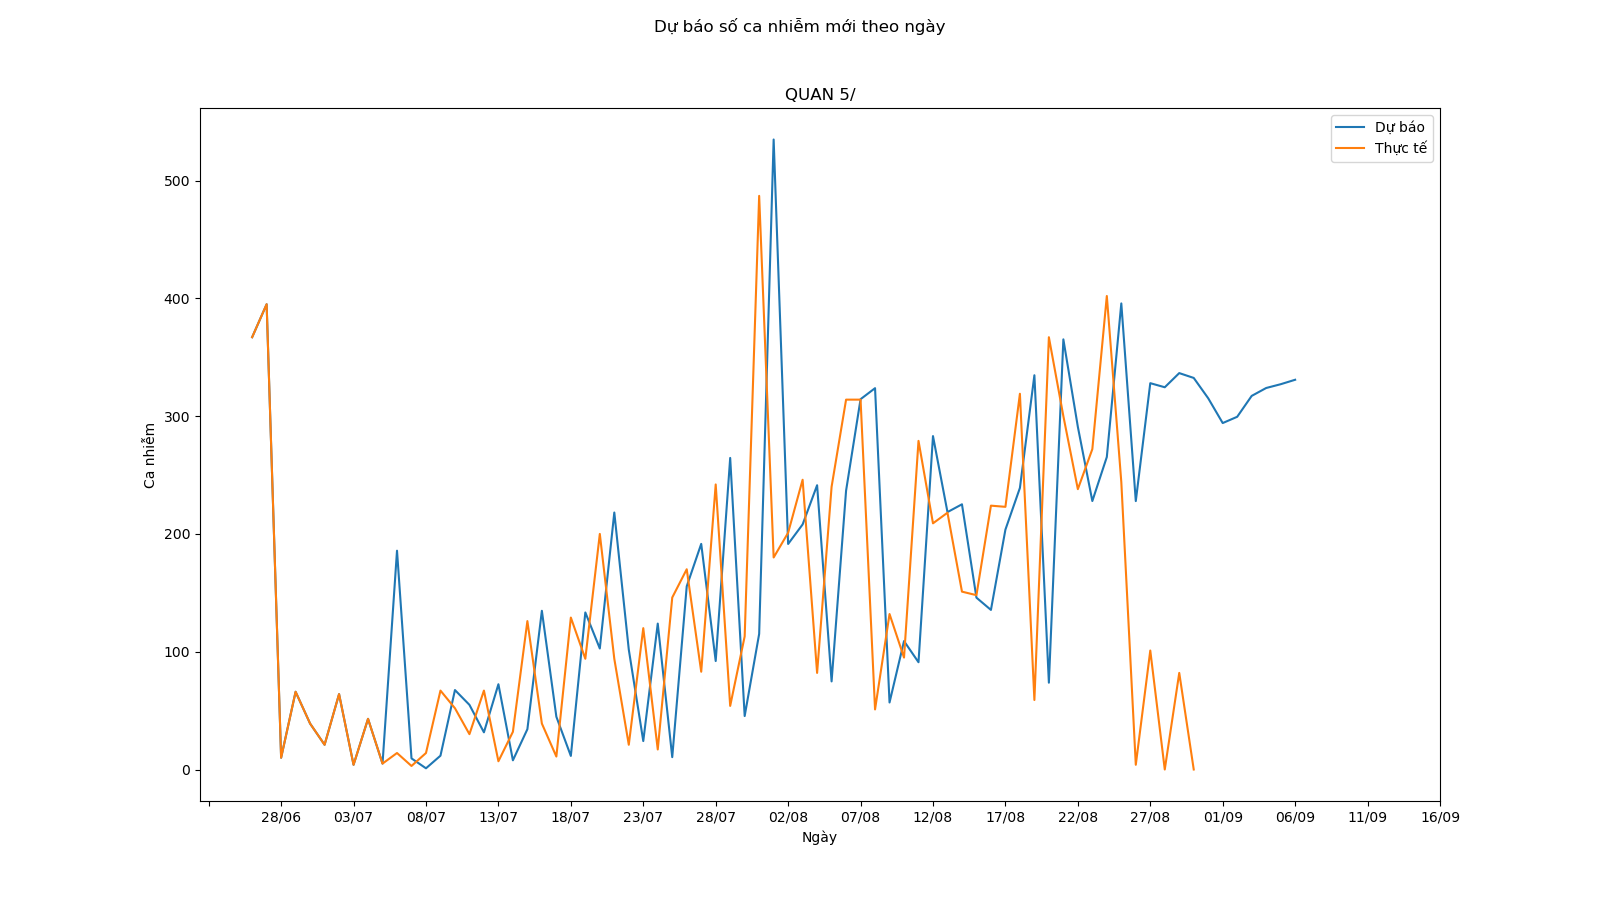 Dự báo số ca nhiễm mới theo ngày
QUAN 5/
Dự báo
Thực tế
500
400
300
200
100
0
Ca nhiễm
28/06 03/07 08/07 13/07 18/07 23/07 28/07 02/08 07/08 12/08 17/08 22/08 27/08 01/09 06/09 11/09 16/09
Ngày